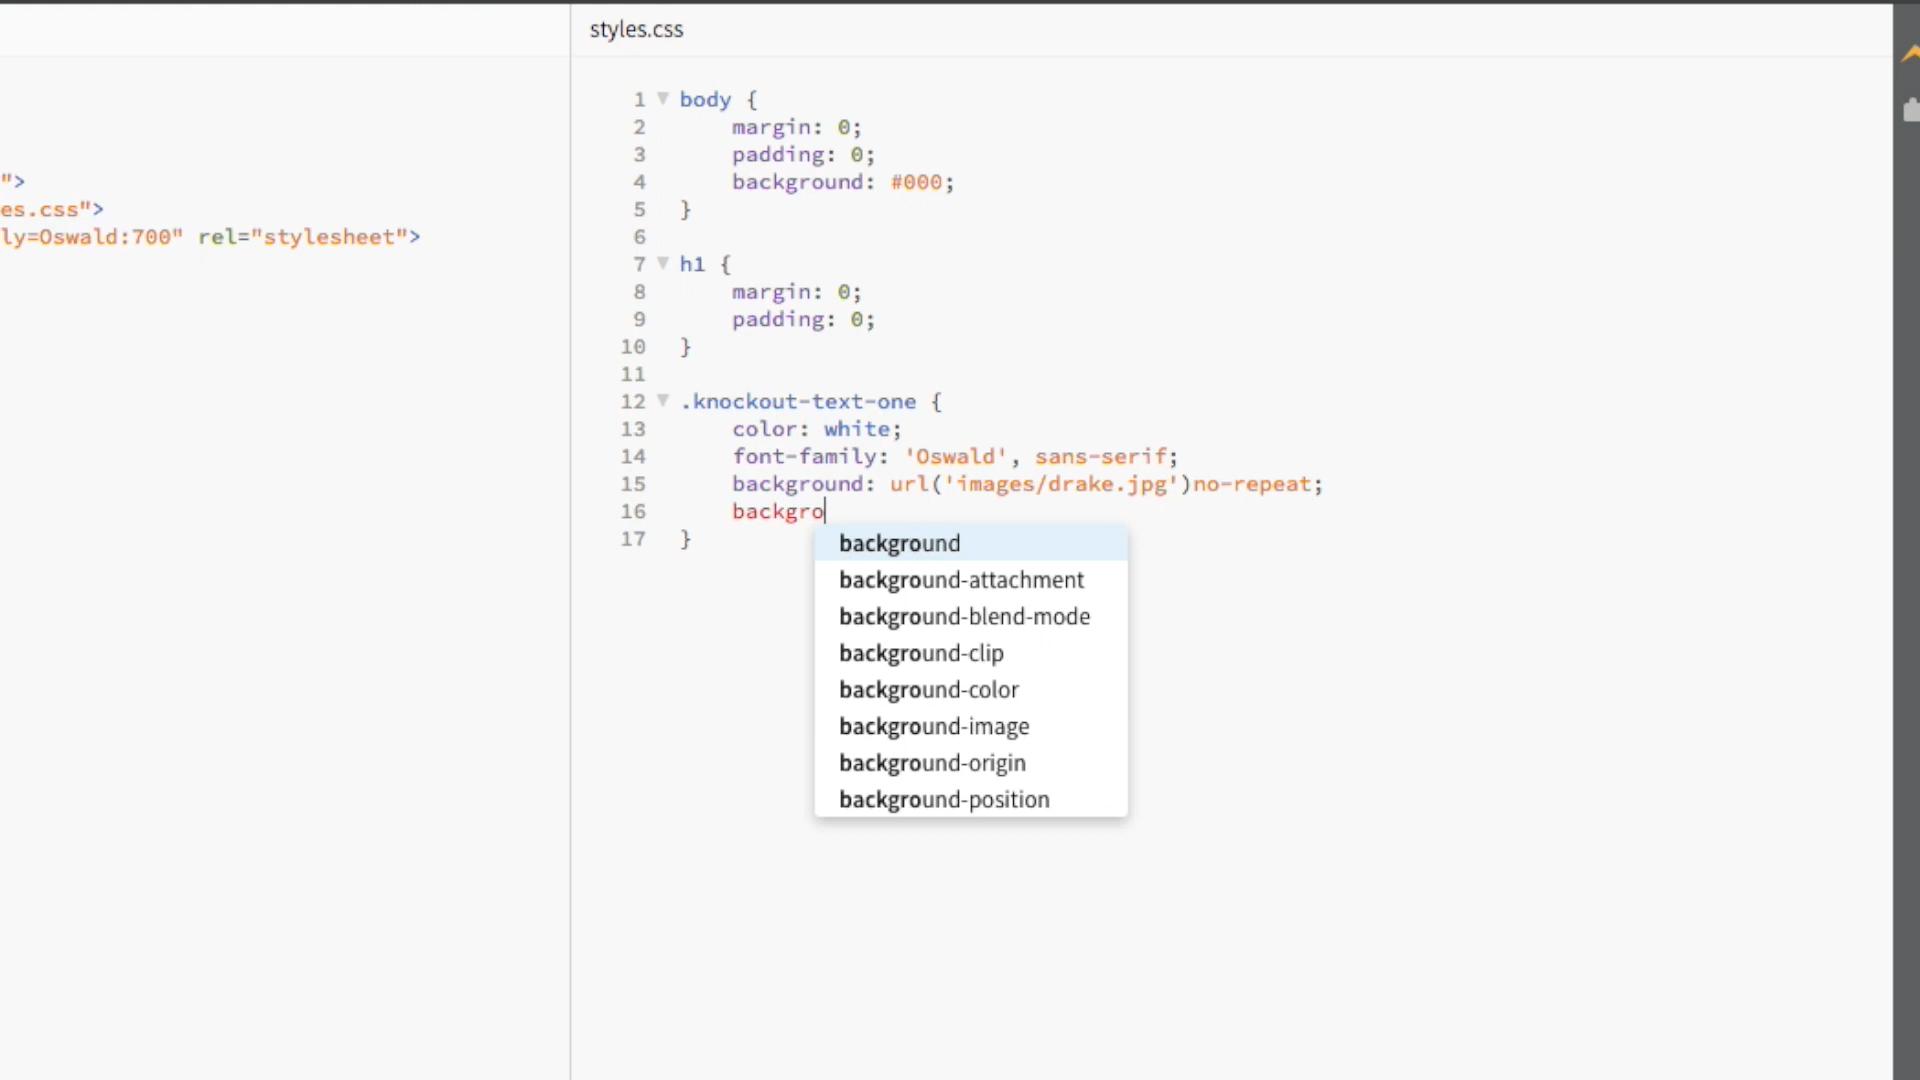 styles.css
">
es.css">
ly=Oswald:700" rel="stylesheet">
1 body {
2 margin: 0;
3 padding: 0;
4 background: #000;
5 }
6
7 h1 {
8 margin: 0;
9 padding: 0;
10 }
11
12 .knockout-text-one {
13 color: white;
14 font-family: 'Oswald', sans-serif;
15 background: url('images/drake.jpg')no-repeat;
16 backgro
17 }
background
background-attachment
background-blend-mode
background-clip
background-color
background-image
background-origin
background-position